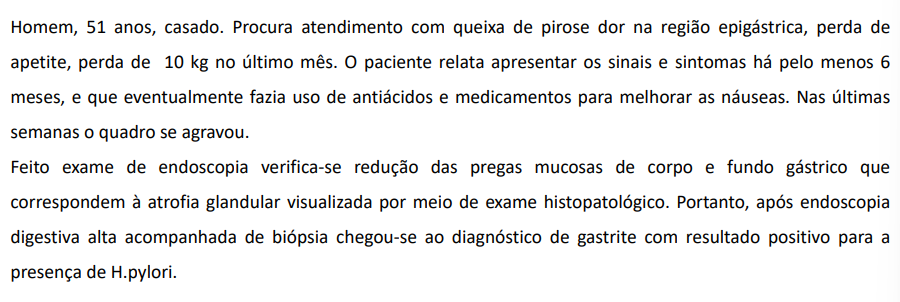 Homem, 51 anos, casado. Procura atendimento com queixa de pirose dor na região epigástrica, perda de
apetite, perda de  10 kg no último mês. O paciente relata apresentar os sinais e sintomas há pelo menos 6
meses, e que eventualmente fazia uso de antiácidos e medicamentos para melhorar as náuseas. Nas últimas
semanas o quadro se agravou.
Feito exame de endoscopia verifica-se redução das pregas mucosas de corpo e fundo gástrico que
correspondem à atrofia glandular visualizada por meio de exame histopatológico. Portanto, após endoscopia
digestiva alta acompanhada de biópsia chegou-se ao diagnóstico de gastrite com resultado positivo para a
presença de H.pylori.